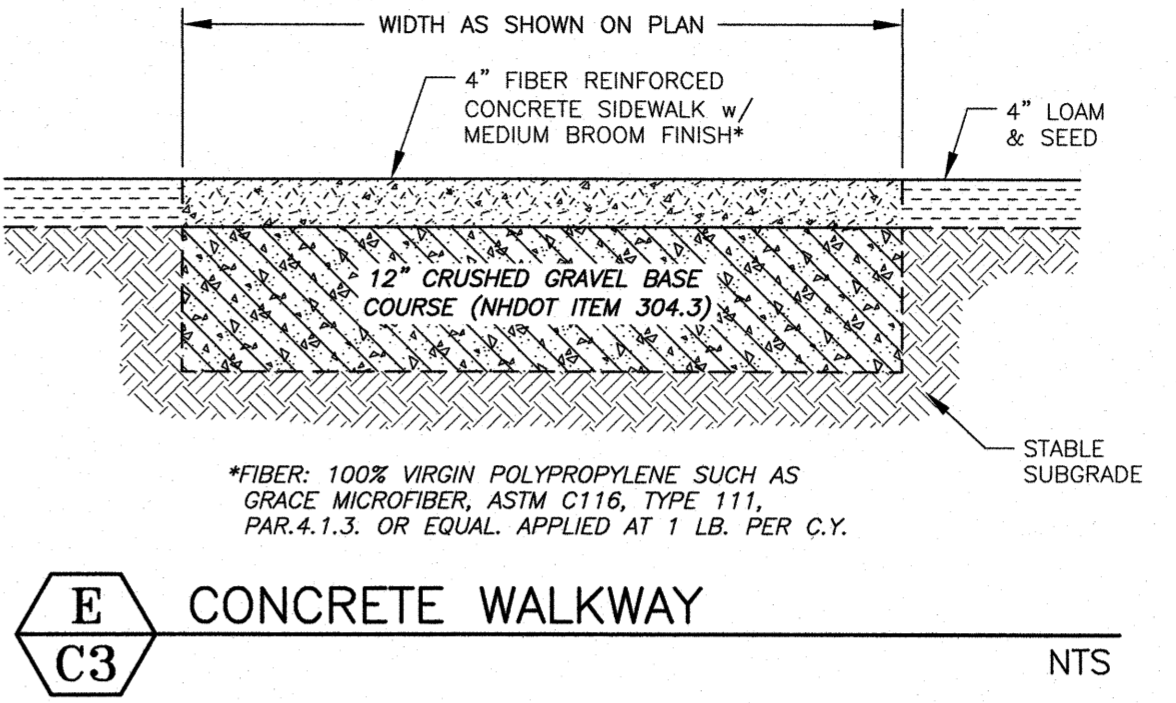 WIDTH AS SHOWN ON PLAN
4" FIBER REINFORCED
CONCRETE SIDEWALK w/
MEDIUM BROOM FINISH*
4" LOAM
& SEED
12" CRUSHED GRAVEL BASE
COURSE (NHDOT ITEM 304.3)
STABLE
SUBGRADE
*FIBER: 100% VIRGIN POLYPROPYLENE SUCH AS
GRACE MICROFIBER, ASTM C116, TYPE 111,
PAR.4.1.3. OR EQUAL. APPLIED AT 1 LB. PER C.Y.
E
CONCRETE WALKWAY
C3
NTS